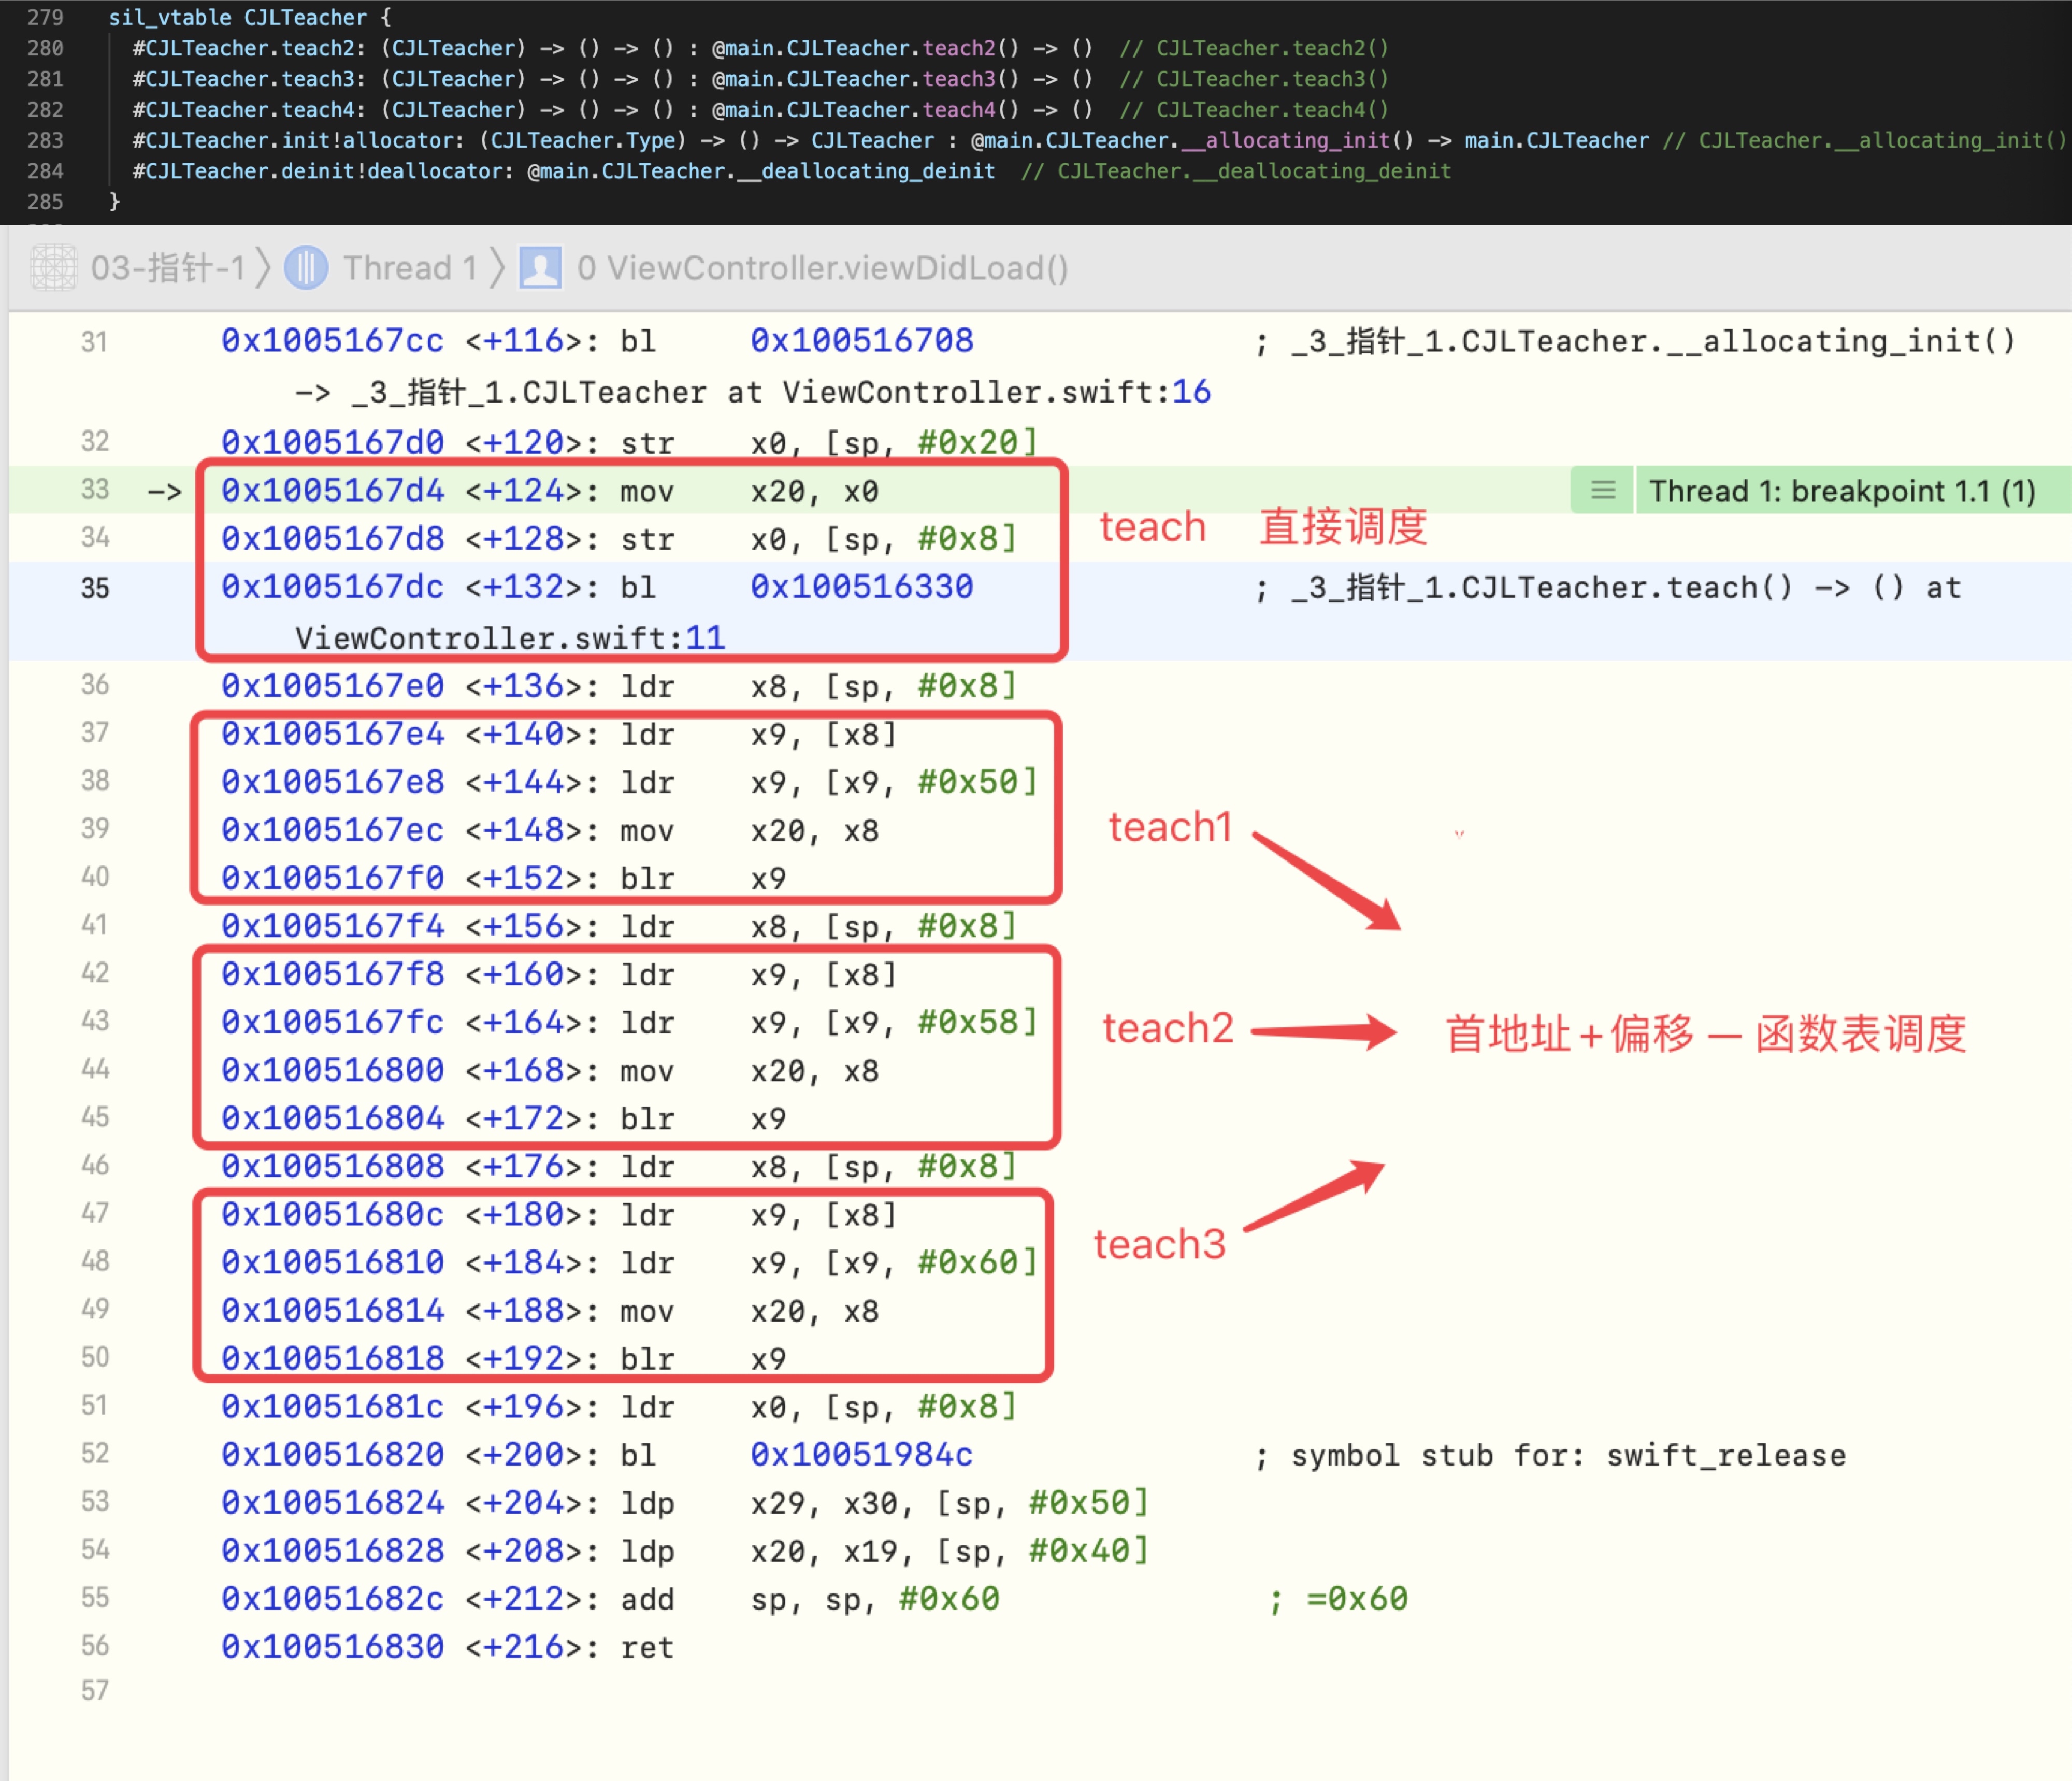 279 sil_vtable CJLTeacher {
280 #CJLTeacher.teach2: (CJLTeacher) -> () -> () : @main.CJLTeacher.teach2() -> () // CJLTeacher.teach2()
281 #CJLTeacher.teach3: (CJLTeacher) -> () -> () : @main.CJLTeacher.teach3() -> () // CJLTeacher.teach3()
282 #CJLTeacher.teach4: (CJLTeacher) -> () -> () : @main.CJLTeacher.teach4() -> () // CJLTeacher.teach4()
283 #CJLTeacher.init!allocator: (CJLTeacher.Type) -> () -> CJLTeacher : @main.CJLTeacher.__allocating_init() -> main.CJLTeacher // CJLTeacher.__allocating_init()
284 #CJLTeacher.deinit!deallocator: @main.CJLTeacher.__deallocating_deinit // CJLTeacher.__deallocating_deinit
285 }
03-指针-1 〉 Thread 1 〉 0 ViewController.viewDidLoad()
31 0x1005167cc <+116>: bl 0x100516708 ; _3_指针_1.CJLTeacher.__allocating_init()
-> _3_指针_1.CJLTeacher at ViewController.swift:16
32 0x1005167d0 <+120>: str x0, [sp, #0x20]
33 -> 0x1005167d4 <+124>: mov x20, x0 Thread 1: breakpoint 1.1 (1)
teach 直接调度
34 0x1005167d8 <+128>: str x0, [sp, #0x8]
35 0x1005167dc <+132>: bl 0x100516330 ; _3_指针_1.CJLTeacher.teach() -> () at
ViewController.swift:11
36 0x1005167e0 <+136>: ldr x8, [sp, #0x8]
37 0x1005167e4 <+140>: ldr x9, [x8]
38 0x1005167e8 <+144>: ldr x9, [x9, #0x50]
39 0x1005167ec <+148>: mov x20, x8 teach1
40 0x1005167f0 <+152>: blr x9
41 0x1005167f4 <+156>: ldr x8, [sp, #0x8]
42 0x1005167f8 <+160>: ldr x9, [x8]
43 0x1005167fc <+164>: ldr x9, [x9, #0x58] teach2 首地址+偏移 — 函数表调度
44 0x100516800 <+168>: mov x20, x8
45 0x100516804 <+172>: blr x9
46 0x100516808 <+176>: ldr x8, [sp, #0x8]
47 0x10051680c <+180>: ldr x9, [x8]
48 0x100516810 <+184>: ldr x9, [x9, #0x60] teach3
49 0x100516814 <+188>: mov x20, x8
50 0x100516818 <+192>: blr x9
51 0x10051681c <+196>: ldr x0, [sp, #0x8]
52 0x100516820 <+200>: bl 0x10051984c ; symbol stub for: swift_release
53 0x100516824 <+204>: ldp x29, x30, [sp, #0x50]
54 0x100516828 <+208>: ldp x20, x19, [sp, #0x40]
55 0x10051682c <+212>: add sp, sp, #0x60 ; =0x60
56 0x100516830 <+216>: ret
57